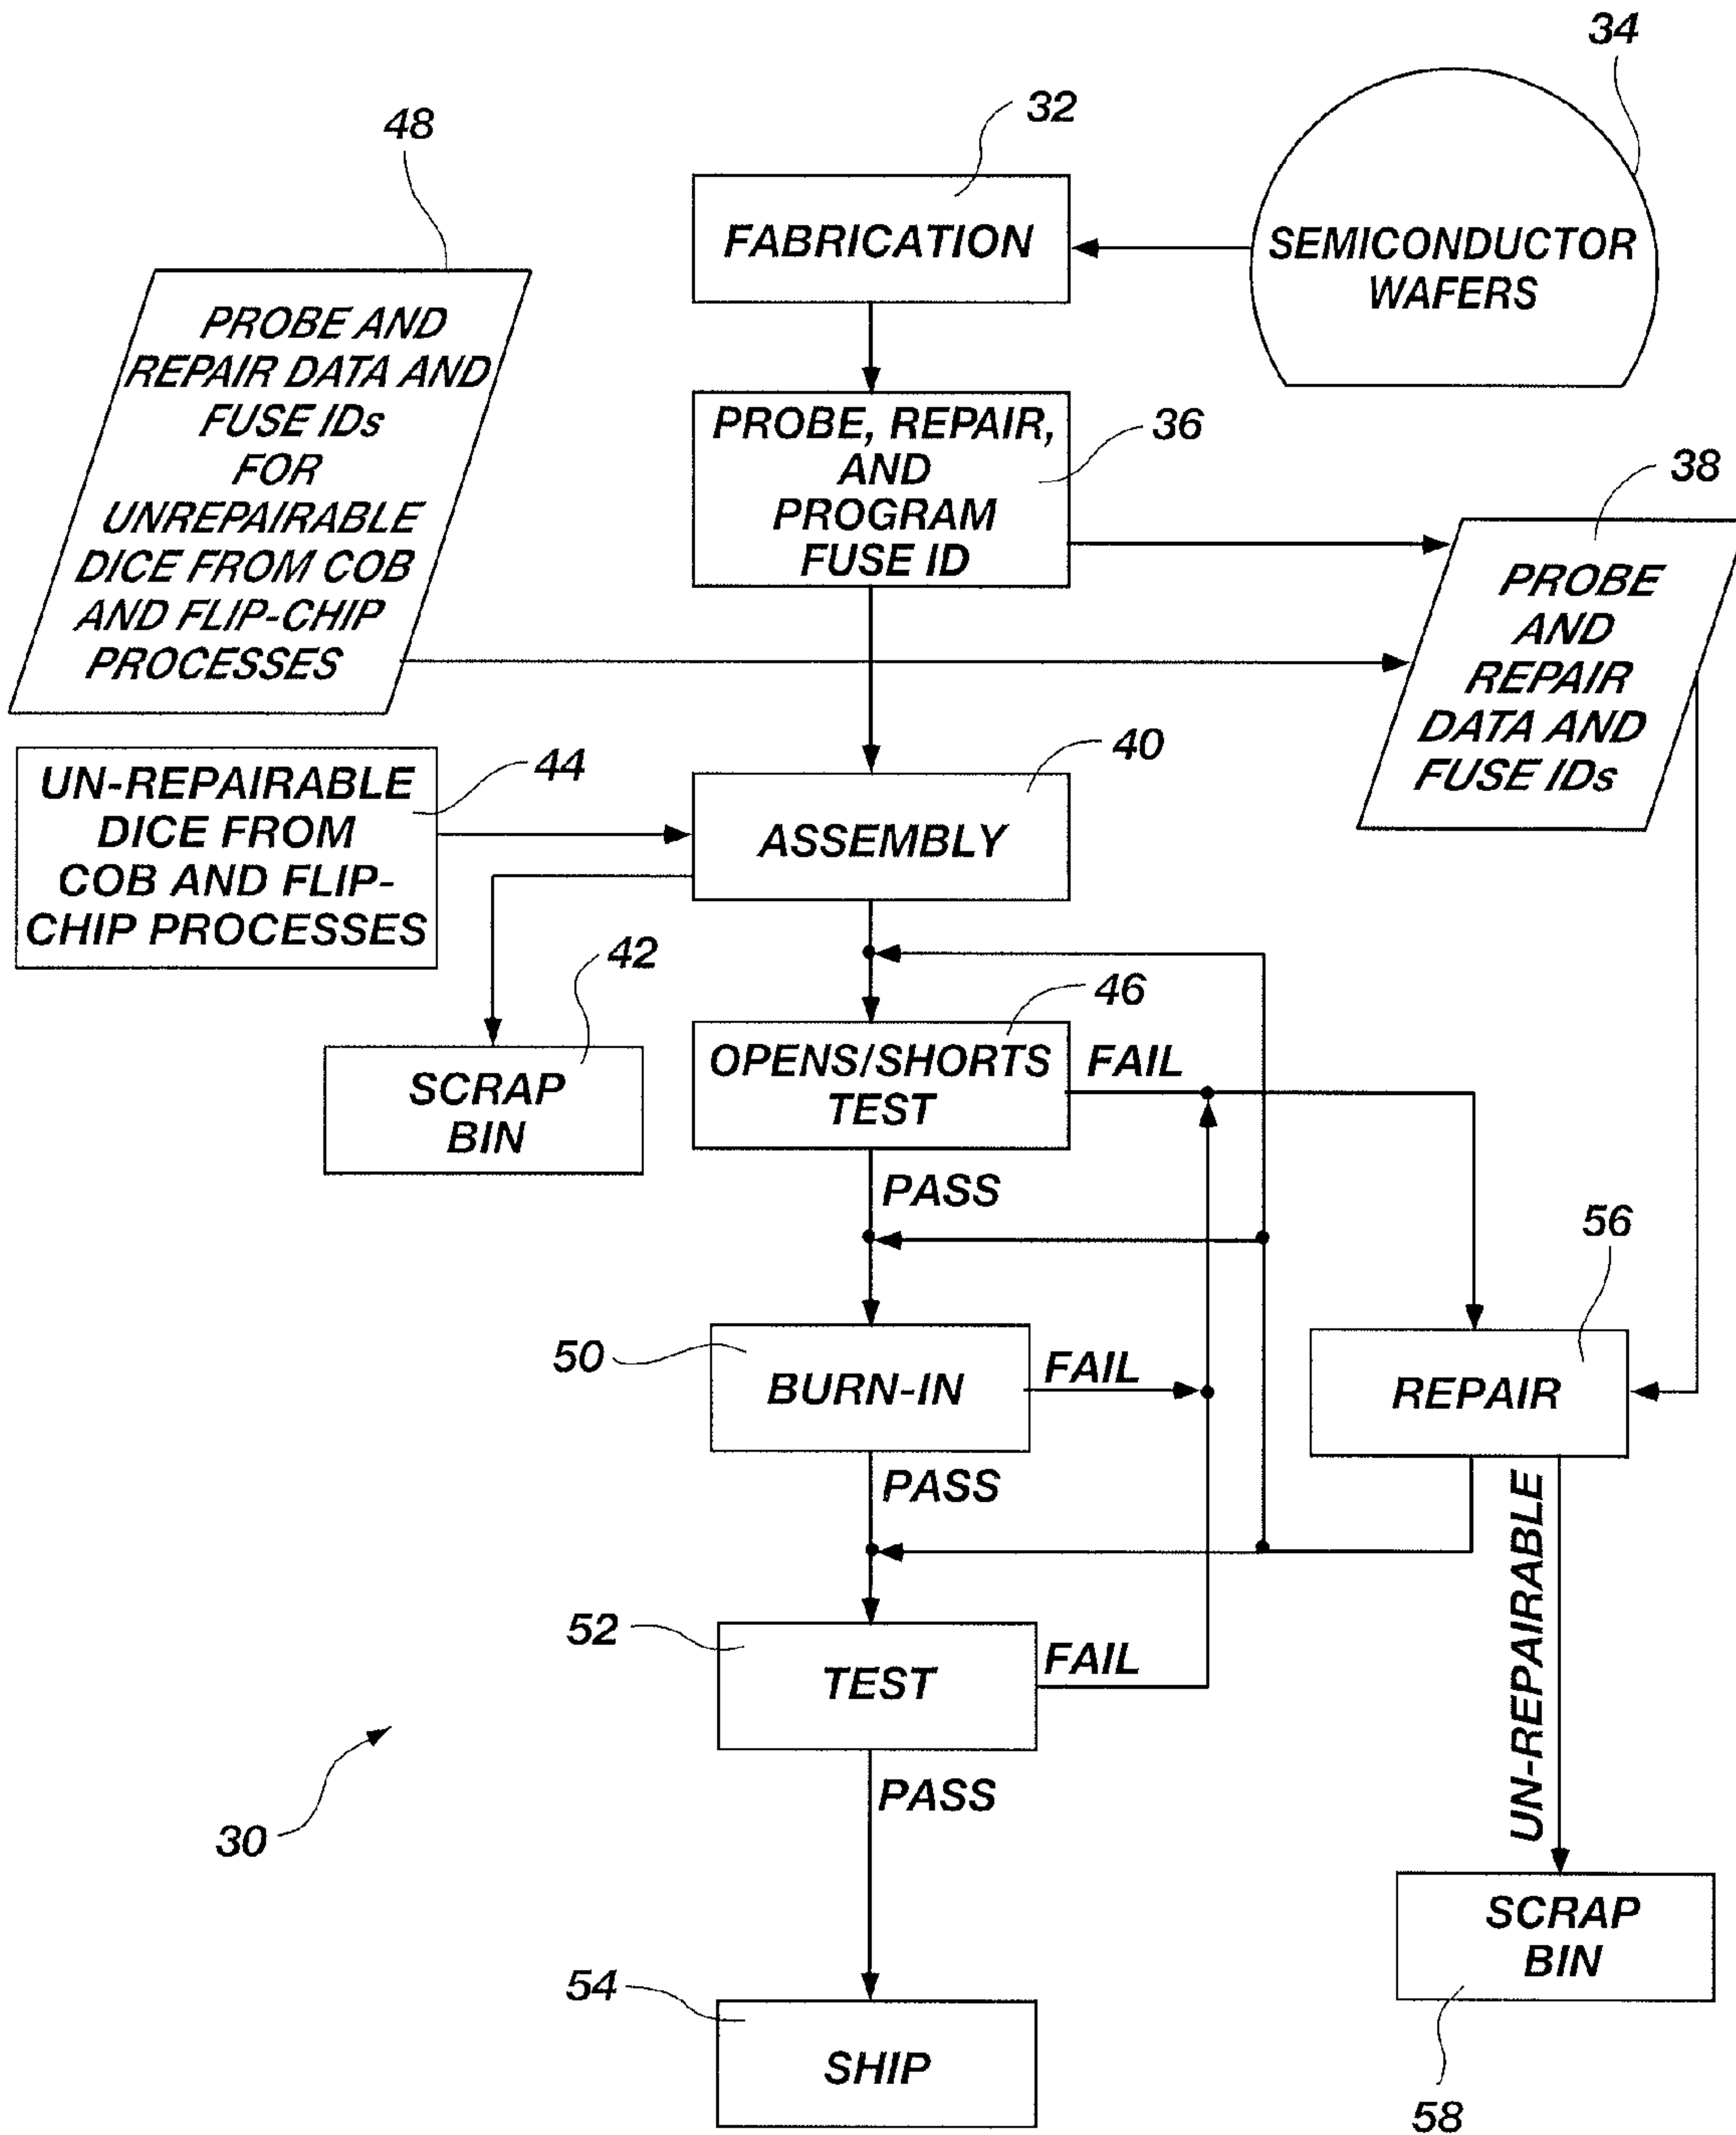 34
32
48
FABRICATION
SEMICONDUCTOR
WAFERS
PROBE AND
REPAIR DATA AND
FUSE IDs
FOR
UNREPAIRABLE
DICE FROM COB
AND FLIP-CHIP
PROCESSES
PROBE, REPAIR,
AND
PROGRAM
FUSE ID
36
38
PROBE
AND
REPAIR
DATA AND
FUSE IDs
UN-REPAIRABLE
DICE FROM
COB AND FLIP-
CHIP PROCESSES
44
40
ASSEMBLY
42
SCRAP
BIN
46
OPENS/SHORTS
TEST
FAIL
PASS
56
50
BURN-IN
FAIL
REPAIR
PASS
UN-REPAIRABLE
52
TEST
FAIL
PASS
30
SCRAP
BIN
54
SHIP
58